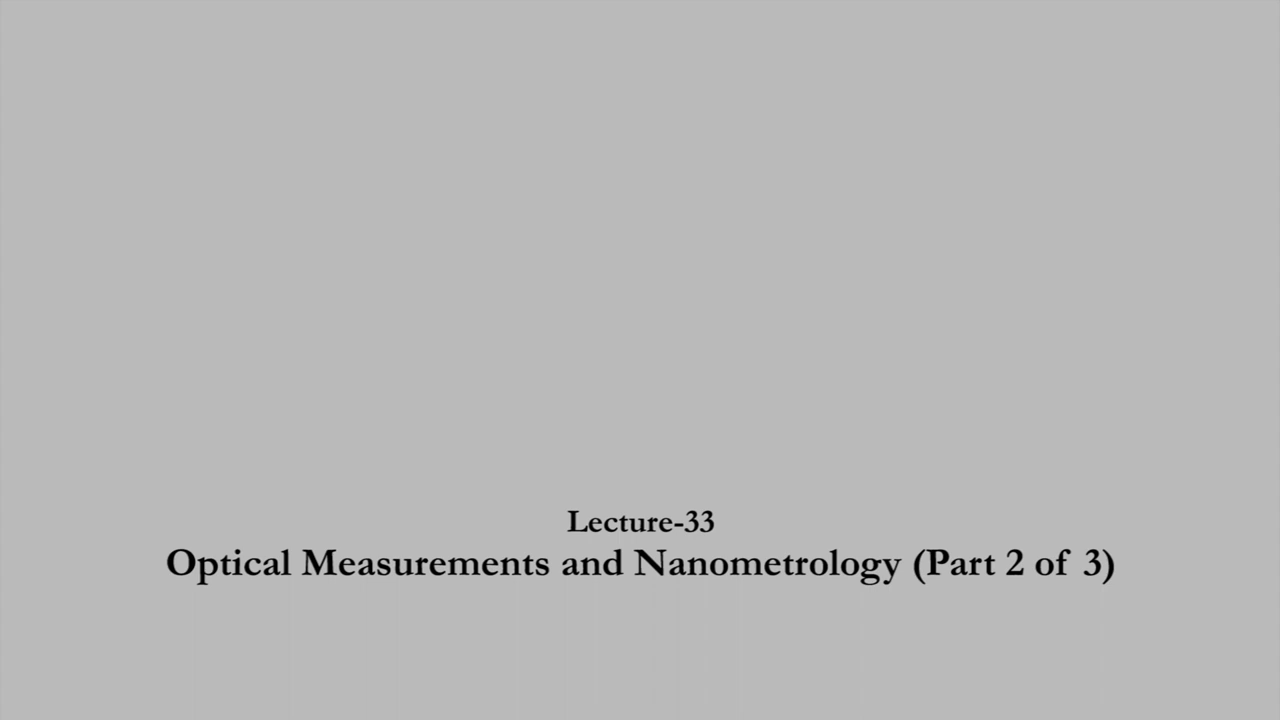 Lecture-33
Optical Measurements and Nanometrology (Part 2 of 3)